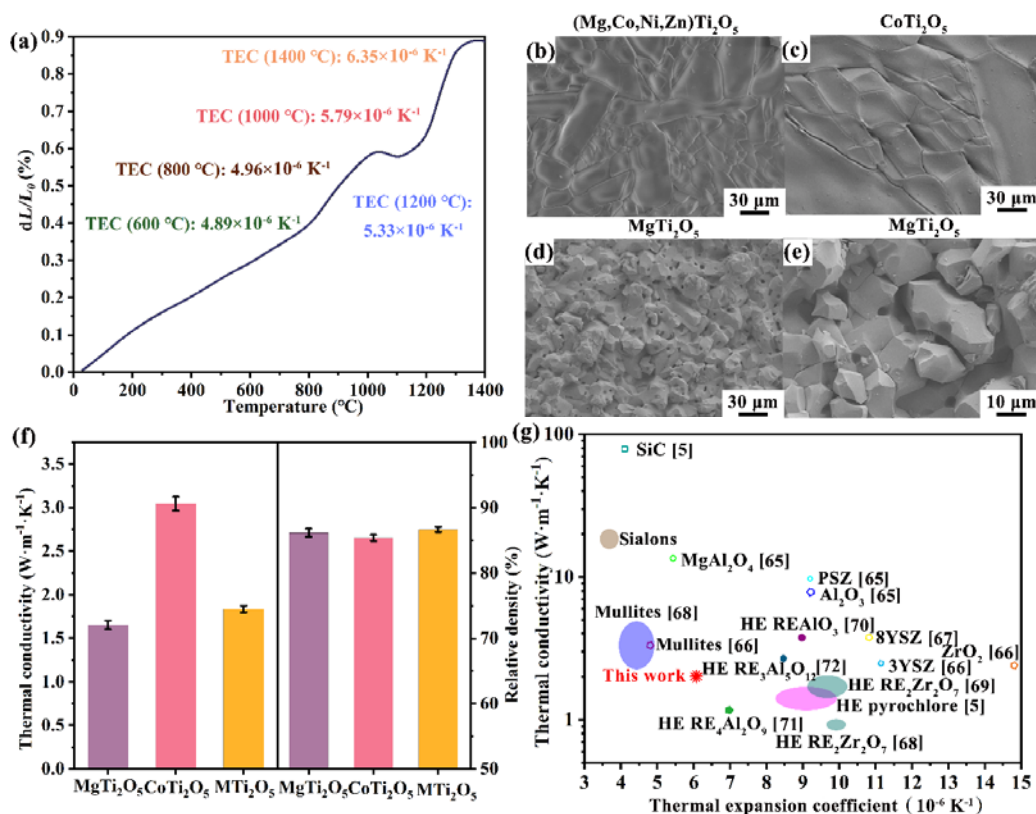 (a)
0.9
0.8
0.7
0.6
0.5
0.4
0.3
0.2
0.1
0.0
dL/L₀ (%)
TEC (1400 °C): 6.35×10⁻⁶ K⁻¹
TEC (1000 °C): 5.79×10⁻⁶ K⁻¹
TEC (800 °C): 4.96×10⁻⁶ K⁻¹
TEC (600 °C): 4.89×10⁻⁶ K⁻¹
TEC (1200 °C):
5.33×10⁻⁶ K⁻¹
0 200 400 600 800 1000 1200 1400
Temperature (°C)
(Mg,Co,Ni,Zn)Ti₂O₅
(b)
30 μm
CoTi₂O₅
(c)
30 μm
MgTi₂O₅
(d)
30 μm
MgTi₂O₅
(e)
10 μm
(f)
Thermal conductivity (W·m⁻¹·K⁻¹)
3.5
3.0
2.5
2.0
1.5
1.0
0.5
0.0
100
90
80
70
60
50
Relative density (%)
MgTi₂O₅ CoTi₂O₅ MTi₂O₅ MgTi₂O₅ CoTi₂O₅ MTi₂O₅
(g)
Thermal conductivity (W·m⁻¹·K⁻¹)
100
10
1
SiC [5]
Sialons
MgAl₂O₄ [65]
PSZ [65]
Al₂O₃ [65]
Mullites [68]
HE REAlO₃ [70]
8YSZ [67]
ZrO₂ [66]
Mullites [66]
3YSZ [66]
This work
HE RE₃Al₅O₁₂ [72]
HE RE₂Zr₂O₇ [69]
HE pyrochlore [5]
HE RE₄Al₂O₉ [71]
HE RE₂Zr₂O₇ [68]
3 4 5 6 7 8 9 10 11 12 13 14 15
Thermal expansion coefficient (10⁻⁶ K⁻¹)